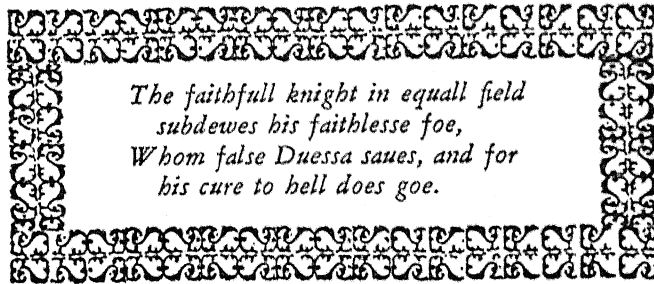 The faithfull knight in equall field
subdewes his faithlesse foe,
Whom false Duessa saues, and for
his cure to hell does goe.